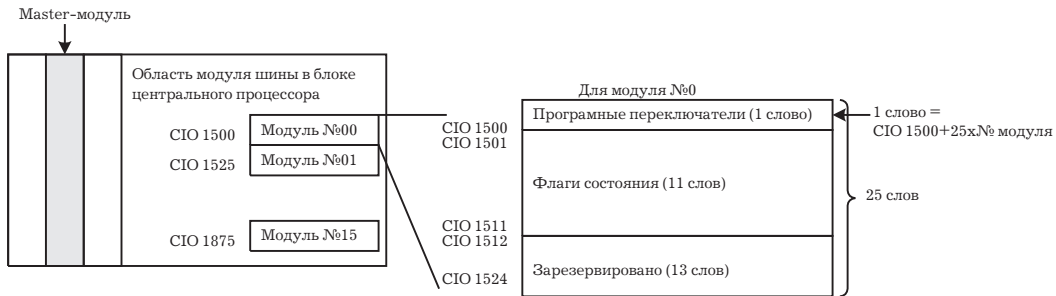 Master-модуль
Область модуля шины в блоке
центрального процессора
CIO 1500
Модуль №00
CIO 1525
Модуль №01
CIO 1875
Модуль №15
Для модуля №0
CIO 1500
Програмные переключатели (1 слово)
CIO 1501
Флаги состояния (11 слов)
CIO 1511
CIO 1512
Зарезервировано (13 слов)
CIO 1524
1 слово =
CIO 1500+25x№ модуля
25 слов